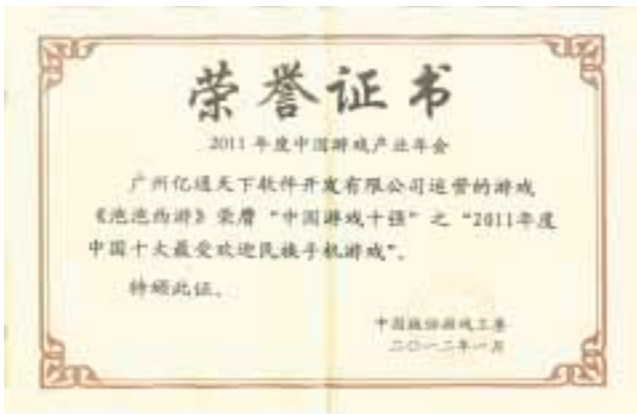 荣誉证书
2011年度中国游戏产业年会
广州亿通天下软件开发有限公司运营的游戏
《泡泡西游》荣膺“中国游戏十强”之“2011年度
中国十大最受欢迎民族手机游戏”。
特颁此证。
中国版协游戏工委
二〇一二年一月